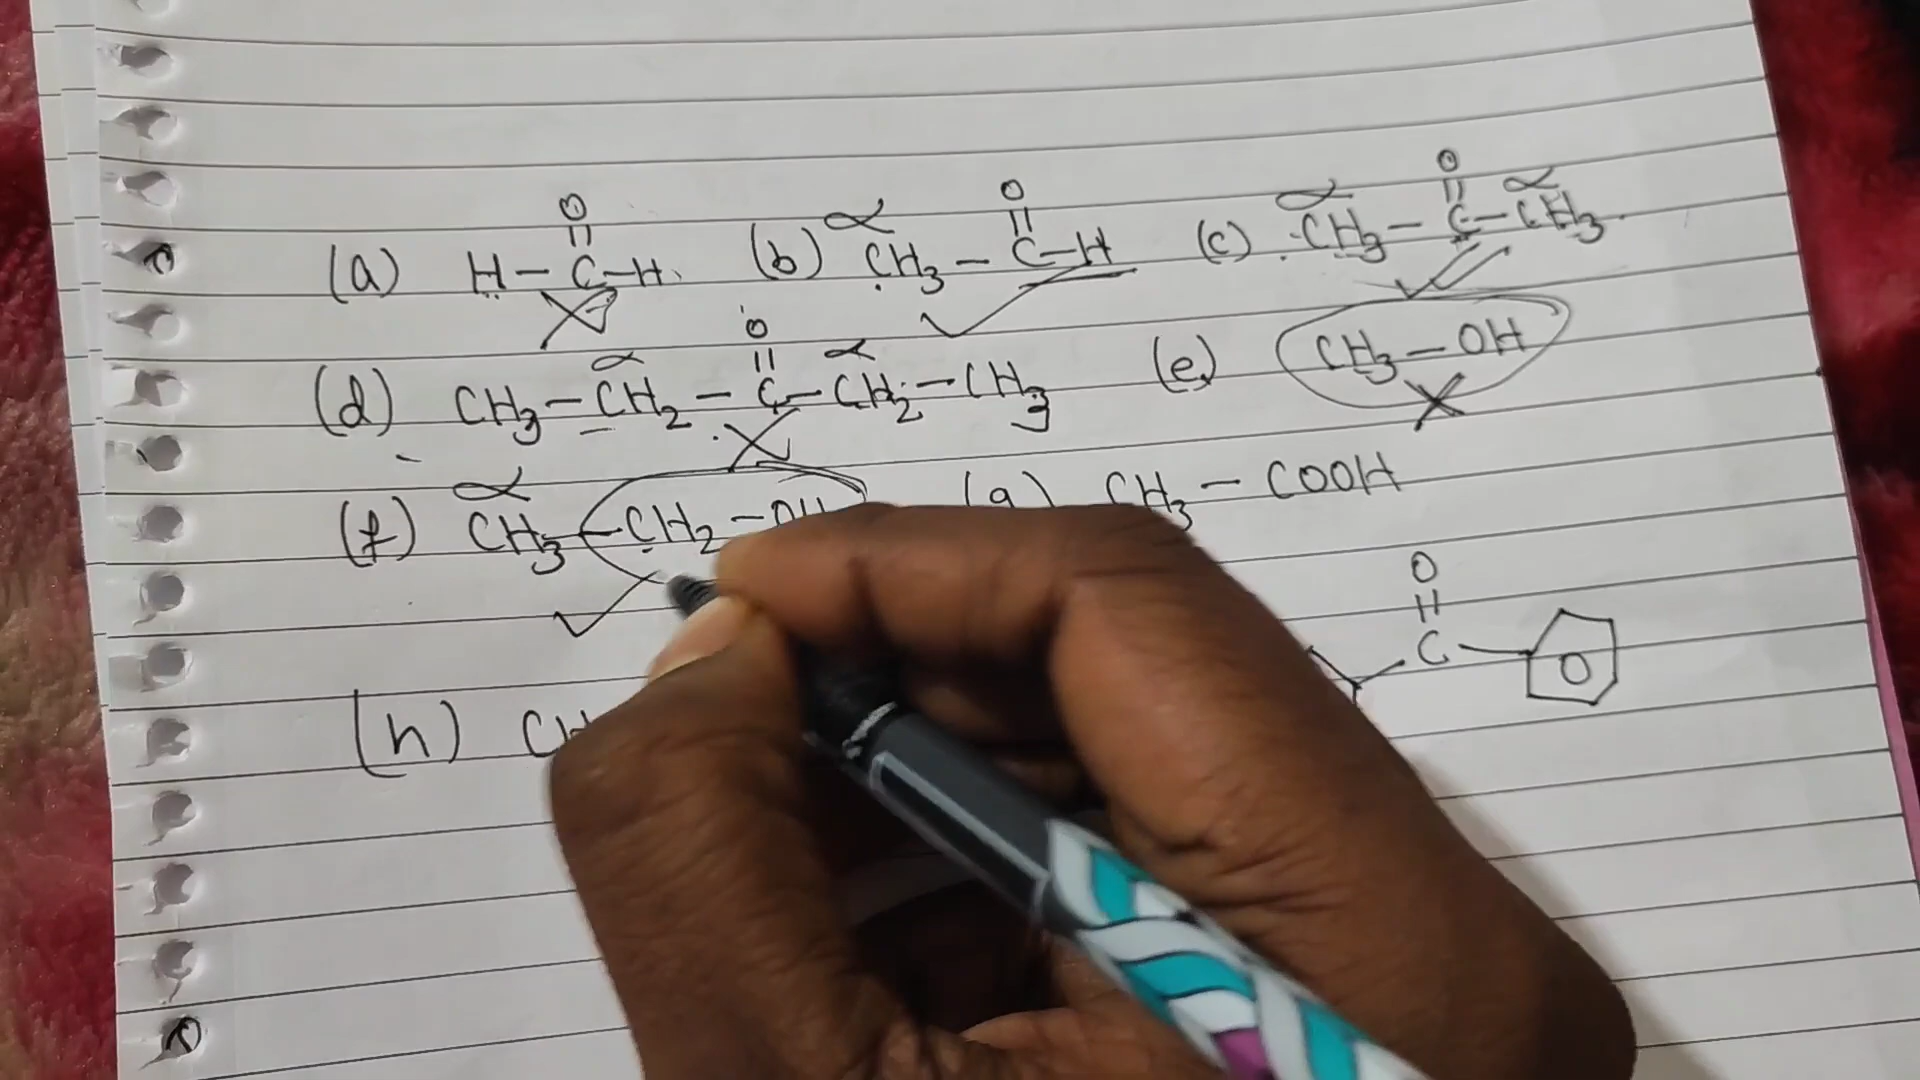 (a) H-C-H (b) CH3-C-H (c) CH3-C-CH3
O O O
α α α
(d) CH3-CH2-C-CH2-CH3 (e) CH3-OH
O
α α
(f) CH3-CH2-OH (g) CH3-COOH
α
O
C
(h)